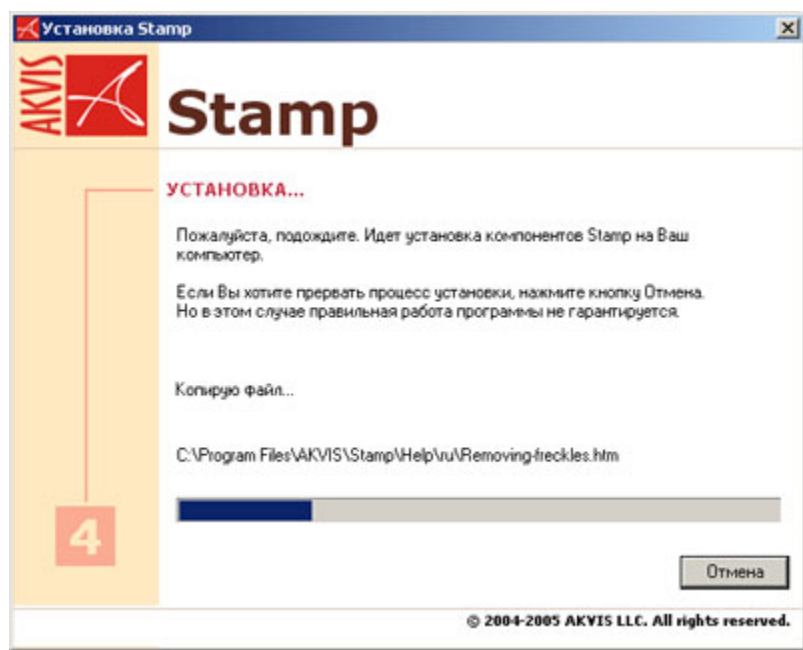 Установка Stamp
AKVIS
Stamp
УСТАНОВКА...
Пожалуйста, подождите. Идет установка компонентов Stamp на Ваш
компьютер.
Если Вы хотите прервать процесс установки, нажмите кнопку Отмена.
Но в этом случае правильная работа программы не гарантируется.
Копирую файл...
C:\Program Files\AKVIS\Stamp\Help\ru\Removing-freckles.htm
4
Отмена
© 2004-2005 AKVIS LLC. All rights reserved.